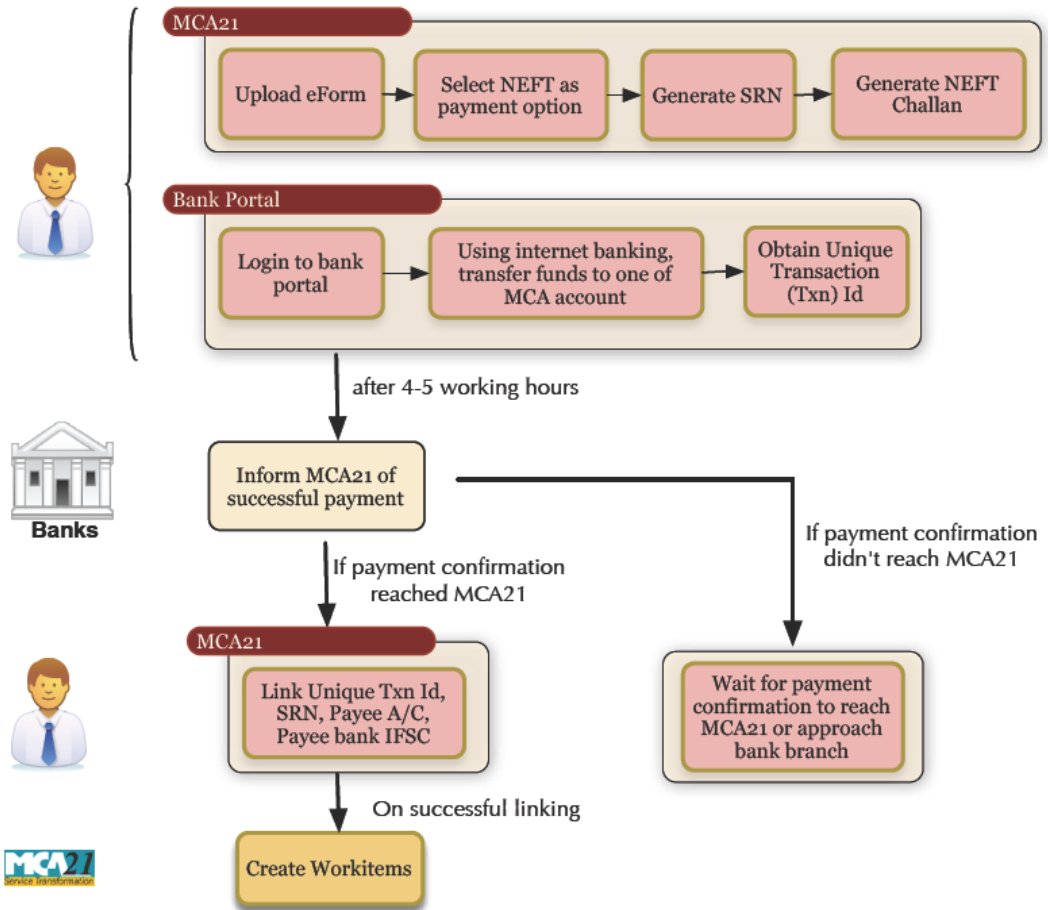 MCA21
Upload eForm
Select NEFT as
payment option
Generate SRN
Generate NEFT
Challan
Bank Portal
Login to bank
portal
Using internet banking,
transfer funds to one of
MCA account
Obtain Unique
Transaction
(Txn) Id
after 4-5 working hours
Inform MCA21 of
successful payment
Banks
If payment confirmation
didn't reach MCA21
If payment confirmation
reached MCA21
MCA21
Link Unique Txn Id,
SRN, Payee A/C,
Payee bank IFSC
Wait for payment
confirmation to reach
MCA21 or approach
bank branch
On successful linking
MCA21
Service Transformation
Create Workitems